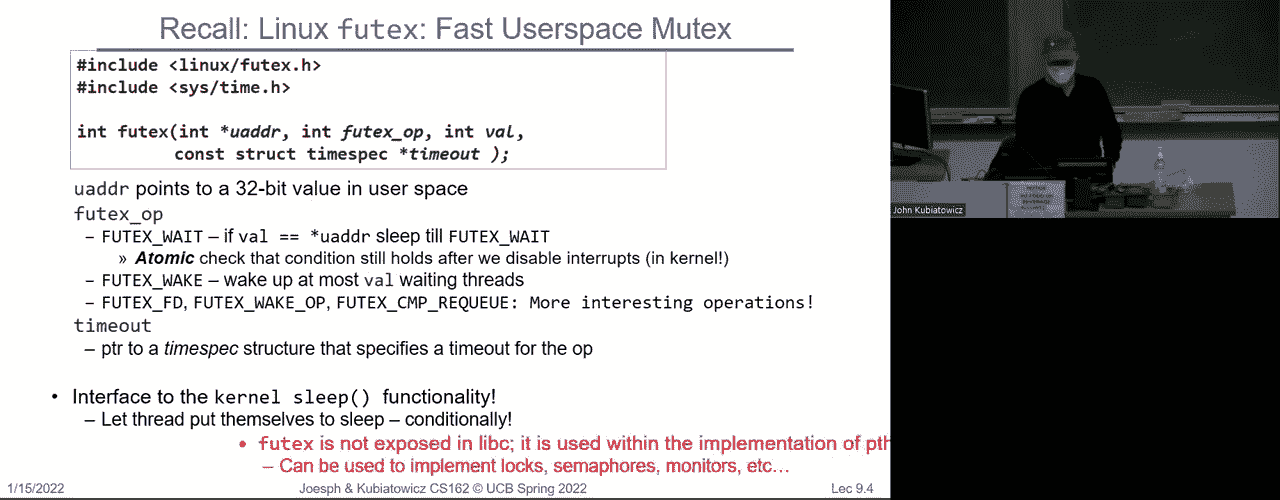 Recall: Linux futex: Fast Userspace Mutex
#include <linux/futex.h>
#include <sys/time.h>
int futex(int *uaddr, int futex_op, int val,
const struct timespec *timeout );
uaddr points to a 32-bit value in user space
futex_op
– FUTEX_WAIT – if val == *uaddr sleep till FUTEX_WAIT
» Atomic check that condition still holds after we disable interrupts (in kernel!)
– FUTEX_WAKE – wake up at most val waiting threads
– FUTEX_FD, FUTEX_WAKE_OP, FUTEX_CMP_REQUEUE: More interesting operations!
timeout
– ptr to a timespec structure that specifies a timeout for the op
• Interface to the kernel sleep() functionality!
– Let thread put themselves to sleep – conditionally!
• futex is not exposed in libc; it is used within the implementation of pth
– Can be used to implement locks, semaphores, monitors, etc…
1/15/2022
Joesph & Kubiatowicz CS162 © UCB Spring 2022
Lec 9.4
John Kubiatowicz